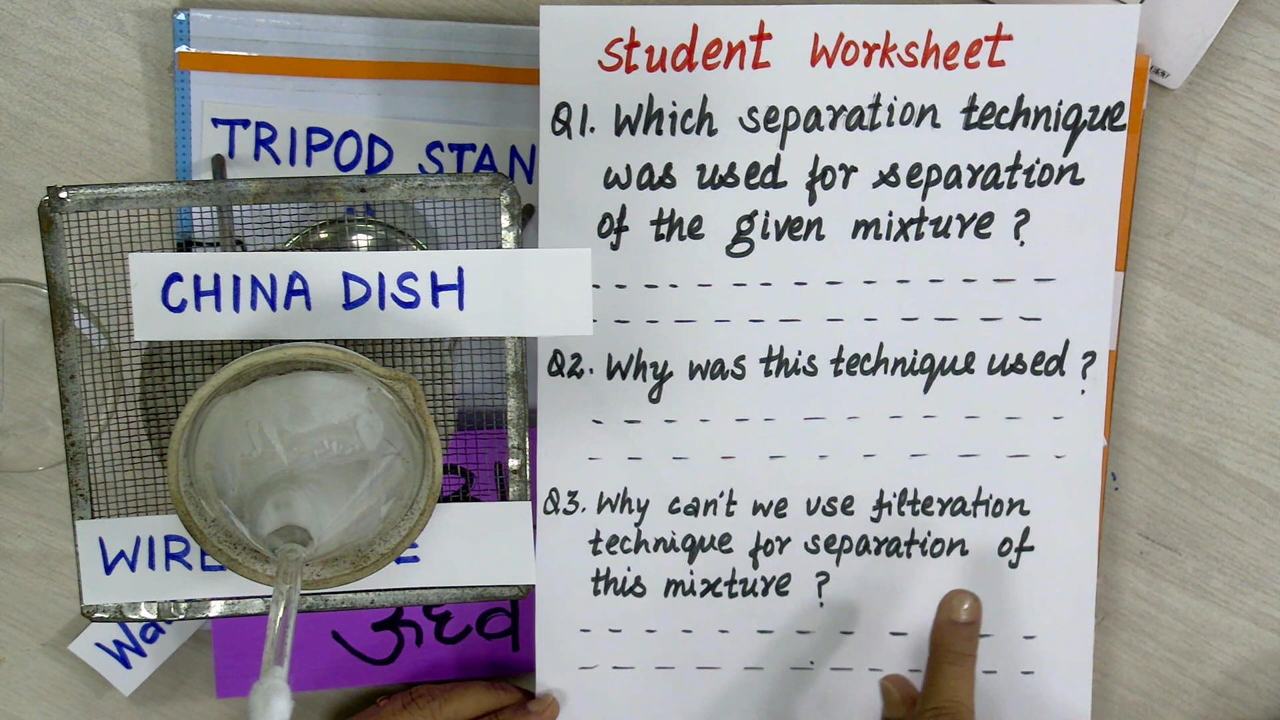 TRIPOD STAN
CHINA DISH
WIRE
Student Worksheet
Q1. Which separation technique
was used for separation
of the given mixture ?
Q2. Why was this technique used ?
Q3. Why can't we use filteration
technique for separation of
this mixture ?